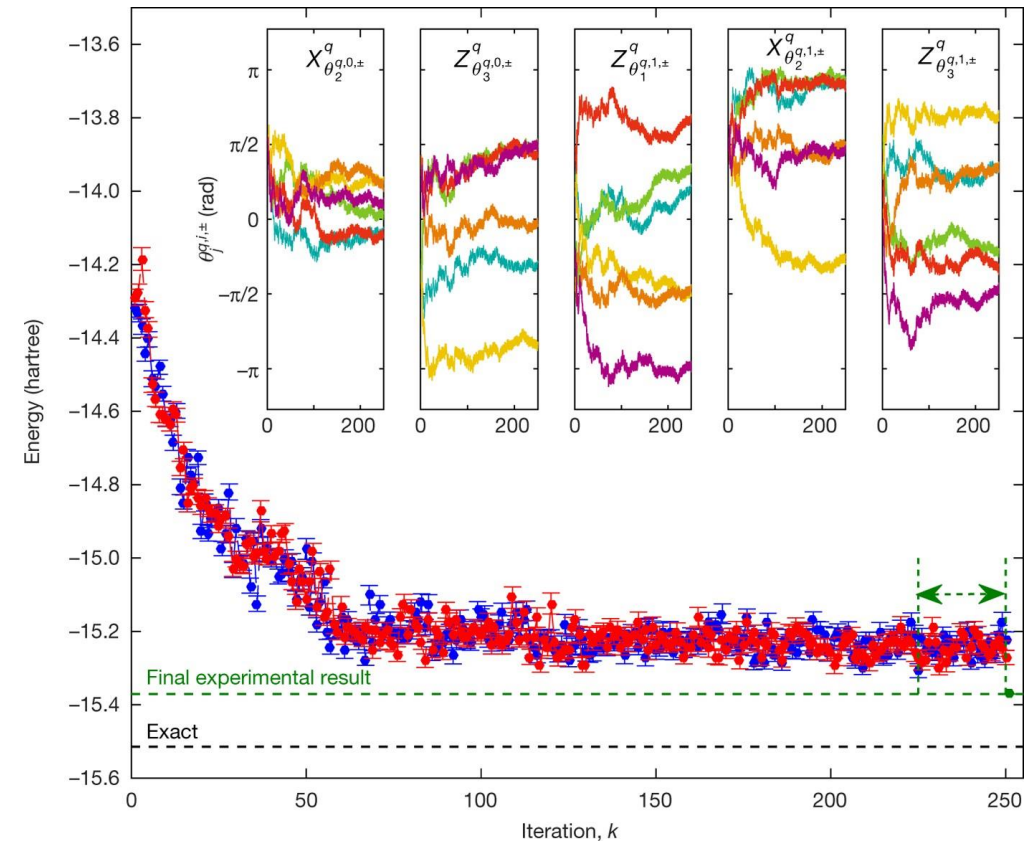 −13.6
−13.8
−14.0
−14.2
−14.4
−14.6
−14.8
−15.0
−15.2
−15.4
−15.6
Energy (hartree)
0
50
100
150
200
250
Iteration, k
Final experimental result
Exact
θ_j^{q,i,±} (rad)
π
π/2
0
−π/2
−π
X^q_{θ_2^{q,0,±}}
Z^q_{θ_3^{q,0,±}}
Z^q_{θ_1^{q,1,±}}
X^q_{θ_2^{q,1,±}}
Z^q_{θ_3^{q,1,±}}
0 200
0 200
0 200
0 200
0 200